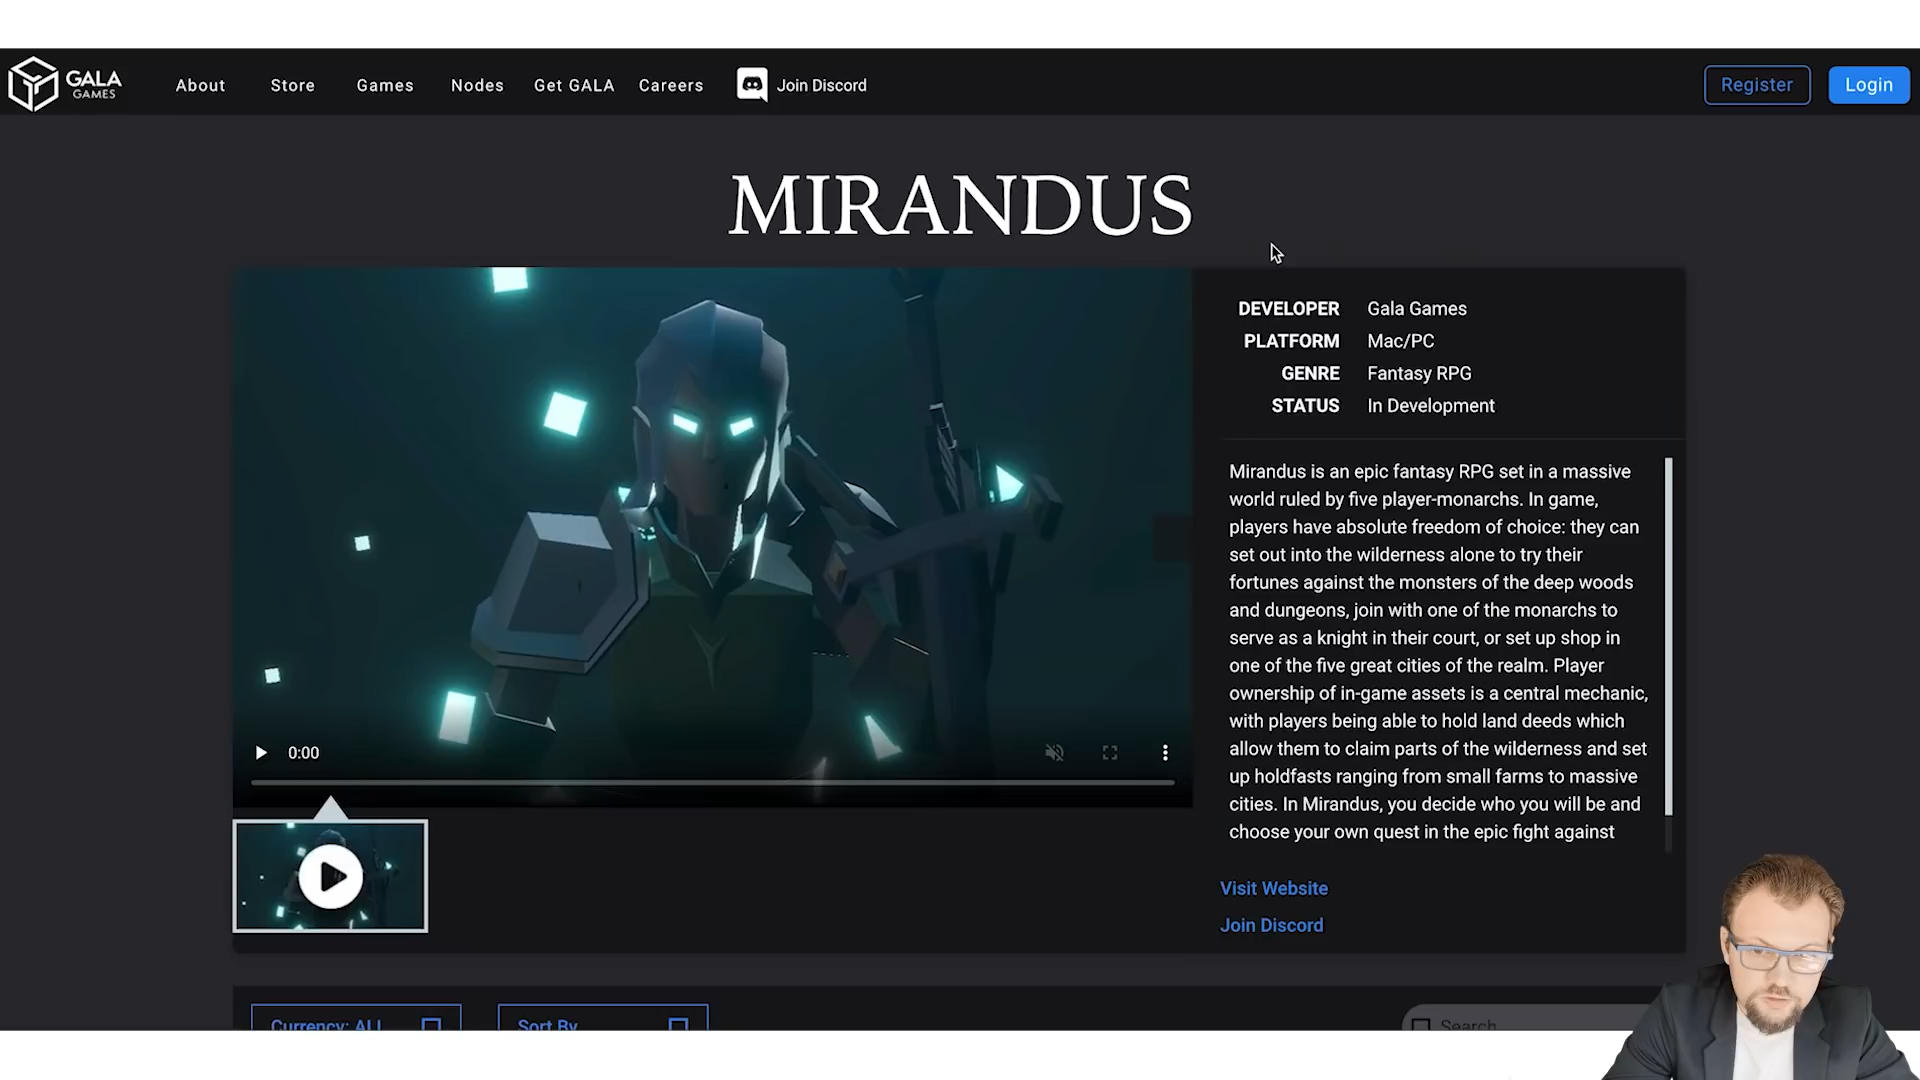 GALA
GAMES
About
Store
Games
Nodes
Get GALA
Careers
Join Discord
Register
Login
MIRANDUS
DEVELOPER Gala Games
PLATFORM Mac/PC
GENRE Fantasy RPG
STATUS In Development
Mirandus is an epic fantasy RPG set in a massive
world ruled by five player-monarchs. In game,
players have absolute freedom of choice: they can
set out into the wilderness alone to try their
fortunes against the monsters of the deep woods
and dungeons, join with one of the monarchs to
serve as a knight in their court, or set up shop in
one of the five great cities of the realm. Player
ownership of in-game assets is a central mechanic,
with players being able to hold land deeds which
allow them to claim parts of the wilderness and set
up holdfasts ranging from small farms to massive
cities. In Mirandus, you decide who you will be and
choose your own quest in the epic fight against
0:00
Visit Website
Join Discord
Currency: ALL
Sort By
Search